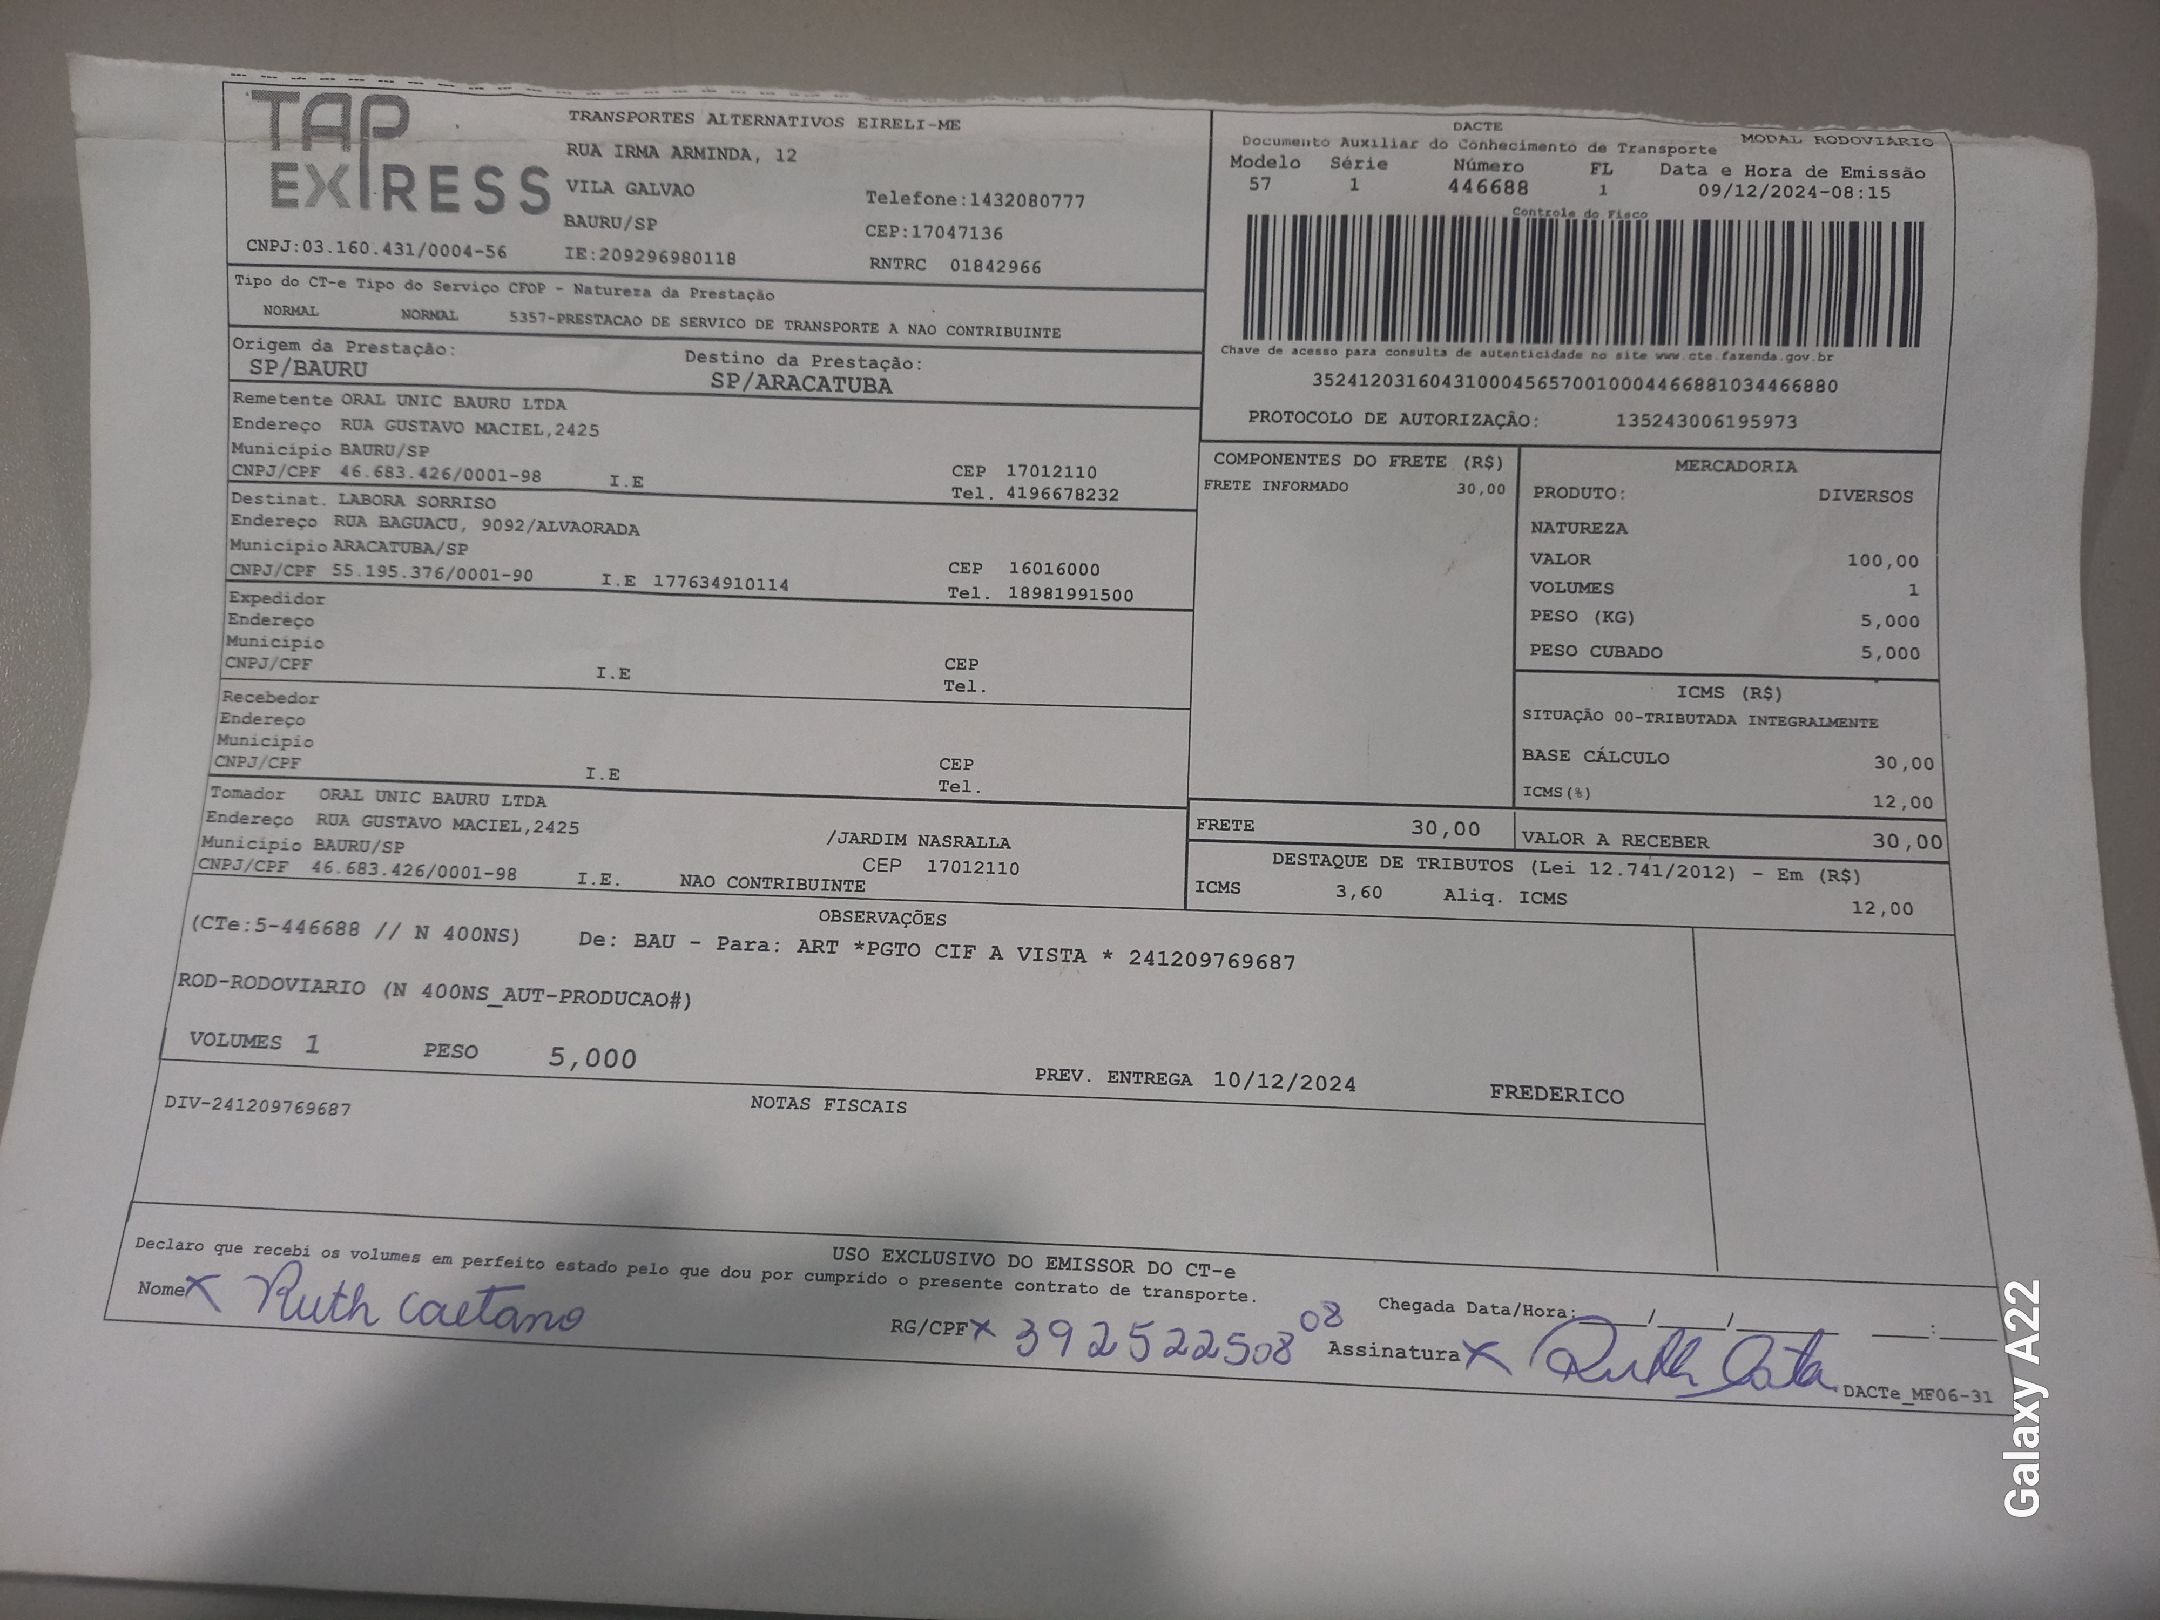 TAP EXPRESS
TRANSPORTES ALTERNATIVOS EIRELI-ME
RUA IRMA ARMINDA, 12
VILA GALVAO Telefone:1432080777
BAURU/SP CEP:17047136
CNPJ:03.160.431/0004-56 IE:209296980118 RNTRC 01842966
DACTE
Documento Auxiliar do Conhecimento de Transporte MODAL RODOVIÁRIO
Modelo Série Número FL Data e Hora de Emissão
57 1 446688 1 09/12/2024-08:15
Controle do Fisco
Chave de acesso para consulta de autenticidade no site www.cte.fazenda.gov.br
35241203160431000456570010004466881034466880
PROTOCOLO DE AUTORIZAÇÃO: 135243006195973
Tipo do CT-e Tipo do Serviço CFOP - Natureza da Prestação
NORMAL NORMAL 5357-PRESTACAO DE SERVICO DE TRANSPORTE A NAO CONTRIBUINTE
Origem da Prestação: Destino da Prestação:
SP/BAURU SP/ARACATUBA
Remetente ORAL UNIC BAURU LTDA
Endereço RUA GUSTAVO MACIEL,2425
Município BAURU/SP CEP 17012110
CNPJ/CPF 46.683.426/0001-98 I.E Tel. 4196678232
Destinat. LABORA SORRISO
Endereço RUA BAGUACU, 9092/ALVAORADA
Município ARACATUBA/SP CEP 16016000
CNPJ/CPF 55.195.376/0001-90 I.E 177634910114 Tel. 18981991500
Expedidor
Endereço
Município CEP
CNPJ/CPF I.E Tel.
Recebedor
Endereço
Município CEP
CNPJ/CPF I.E Tel.
Tomador ORAL UNIC BAURU LTDA
Endereço RUA GUSTAVO MACIEL,2425 /JARDIM NASRALLA
Município BAURU/SP CEP 17012110
CNPJ/CPF 46.683.426/0001-98 I.E. NAO CONTRIBUINTE
COMPONENTES DO FRETE (R$)
FRETE INFORMADO 30,00
MERCADORIA
PRODUTO: DIVERSOS
NATUREZA
VALOR 100,00
VOLUMES 1
PESO (KG) 5,000
PESO CUBADO 5,000
ICMS (R$)
SITUAÇÃO 00-TRIBUTADA INTEGRALMENTE
BASE CÁLCULO 30,00
ICMS(%) 12,00
FRETE 30,00 VALOR A RECEBER 30,00
DESTAQUE DE TRIBUTOS (Lei 12.741/2012) - Em (R$)
ICMS 3,60 Aliq. ICMS 12,00
OBSERVAÇÕES
(CTe:5-446688 // N 400NS) De: BAU - Para: ART *PGTO CIF A VISTA * 241209769687
ROD-RODOVIARIO (N 400NS_AUT-PRODUCAO#)
VOLUMES 1 PESO 5,000 PREV. ENTREGA 10/12/2024 FREDERICO
NOTAS FISCAIS
DIV-241209769687
USO EXCLUSIVO DO EMISSOR DO CT-e
Declaro que recebi os volumes em perfeito estado pelo que dou por cumprido o presente contrato de transporte.
Chegada Data/Hora:____/____/______ ____:____
Nome x Ruth Caetano RG/CPF x 392522508 08 Assinatura x Ruth
DACTe_MF06-31
Galaxy A22